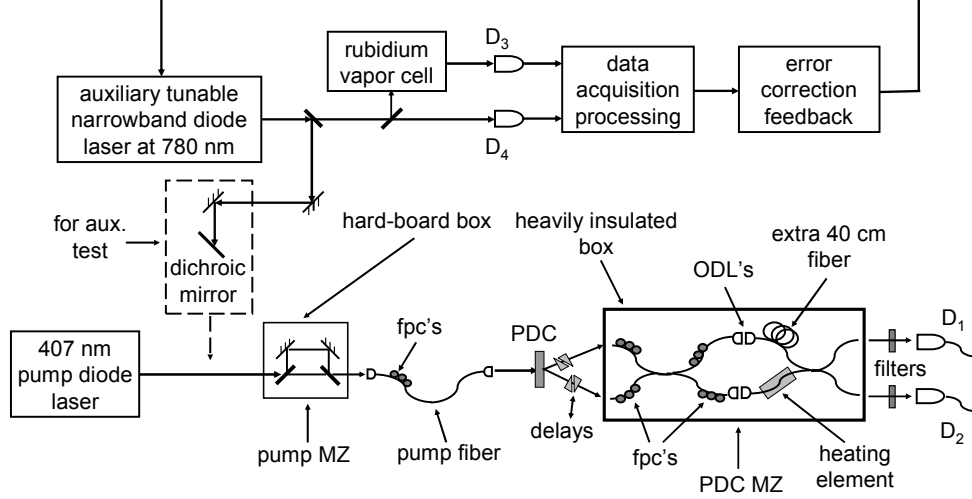 rubidium
vapor cell
D3
D4
data
acquisition
processing
error
correction
feedback
auxiliary tunable
narrowband diode
laser at 780 nm
for aux.
test
dichroic
mirror
hard-board box
heavily insulated
box
extra 40 cm
fiber
ODL's
407 nm
pump diode
laser
fpc's
PDC
D1
filters
D2
delays
pump MZ
pump fiber
fpc's
PDC MZ
heating
element